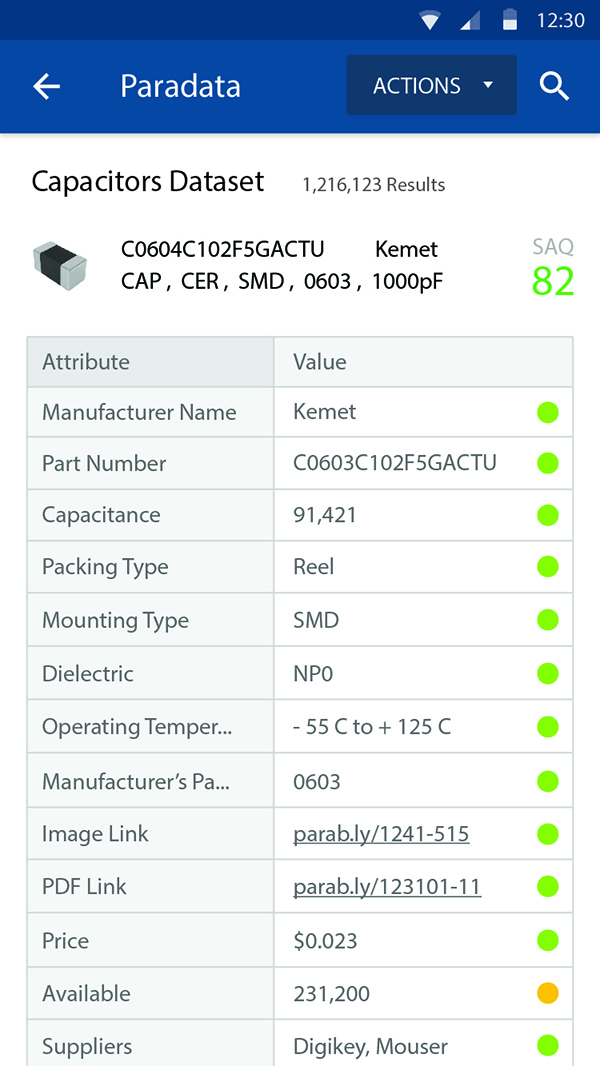 12:30
Paradata ACTIONS
Capacitors Dataset 1,216,123 Results
C0604C102F5GACTU Kemet SAQ
CAP , CER , SMD , 0603 , 1000pF 82
Attribute Value
Manufacturer Name Kemet
Part Number C0603C102F5GACTU
Capacitance 91,421
Packing Type Reel
Mounting Type SMD
Dielectric NP0
Operating Temper... - 55 C to + 125 C
Manufacturer’s Pa... 0603
Image Link parab.ly/1241-515
PDF Link parab.ly/123101-11
Price $0.023
Available 231,200
Suppliers Digikey, Mouser